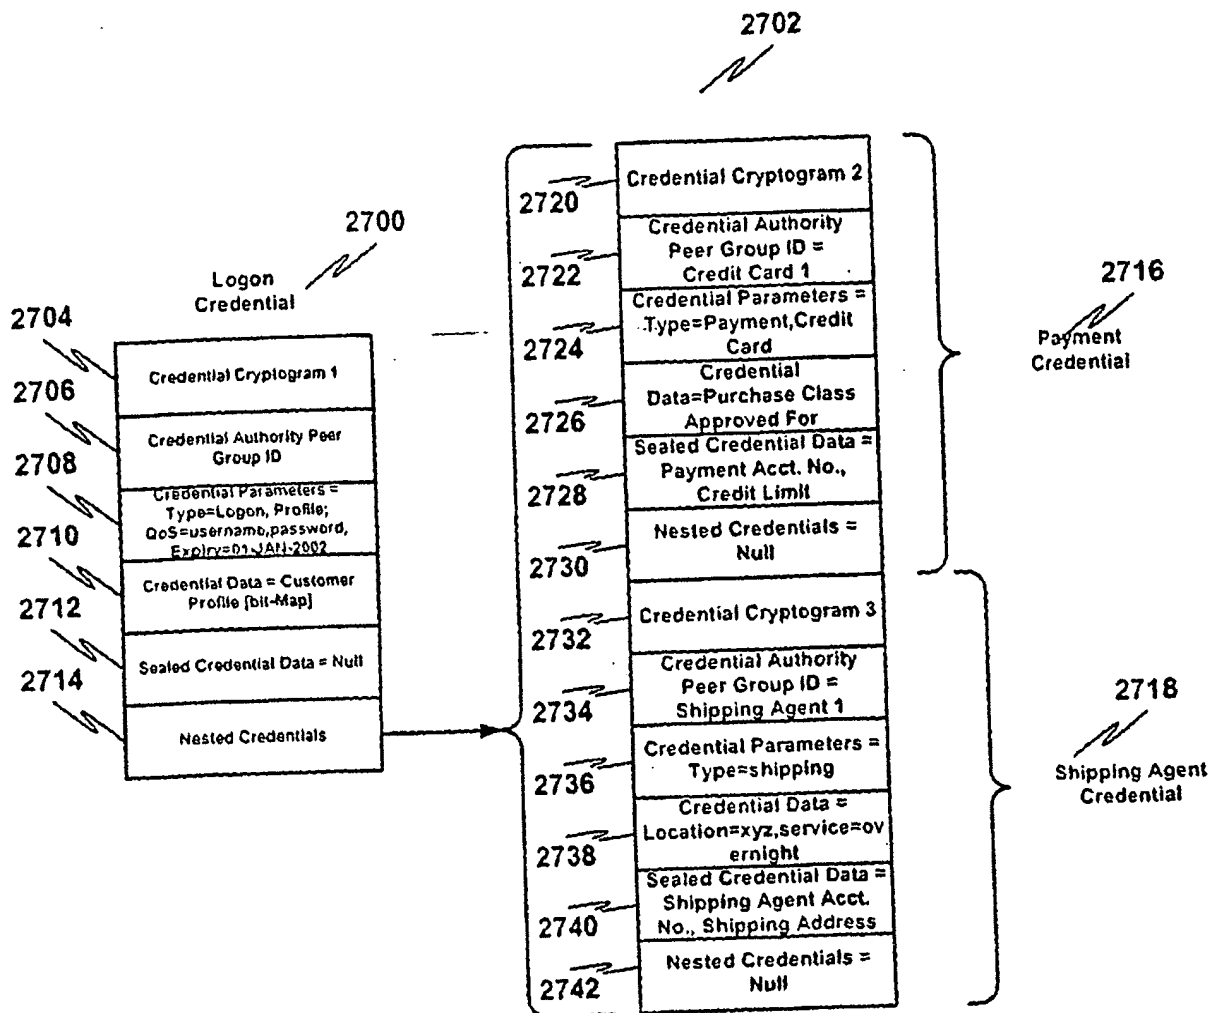 2702
2700
Logon
Credential
2704
Credential Cryptogram 1
2706
Credential Authority Peer
Group ID
2708
Credential Parameters =
Type=Logon, Profile;
QoS=username,password,
Expiry=01-JAN-2002
2710
Credential Data = Customer
Profile [bit-Map]
2712
Sealed Credential Data = Null
2714
Nested Credentials
2720
Credential Cryptogram 2
2722
Credential Authority
Peer Group ID =
Credit Card 1
2724
Credential Parameters =
Type=Payment,Credit
Card
2726
Credential
Data=Purchase Class
Approved For
2728
Sealed Credential Data =
Payment Acct. No.,
Credit Limit
2730
Nested Credentials =
Null
2716
Payment
Credential
2732
Credential Cryptogram 3
2734
Credential Authority
Peer Group ID =
Shipping Agent 1
2736
Credential Parameters =
Type=shipping
2738
Credential Data =
Location=xyz,service=ov
ernight
2740
Sealed Credential Data =
Shipping Agent Acct.
No., Shipping Address
2742
Nested Credentials =
Null
2718
Shipping Agent
Credential